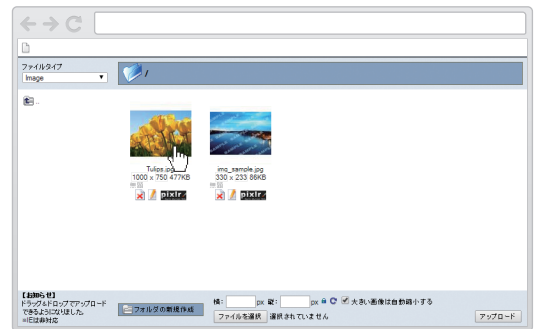 ファイルタイプ
Image
/
..
Tulips.jpg
1000 x 750 477KB
pixlr
img_sample.jpg
330 x 233 86KB
pixlr
【お知らせ】
ドラッグ&ドロップでアップロード
できるようになりました。
※IEは非対応
フォルダの新規作成
横: px 縦: px 大きい画像は自動縮小する
ファイルを選択 選択されていません
アップロード